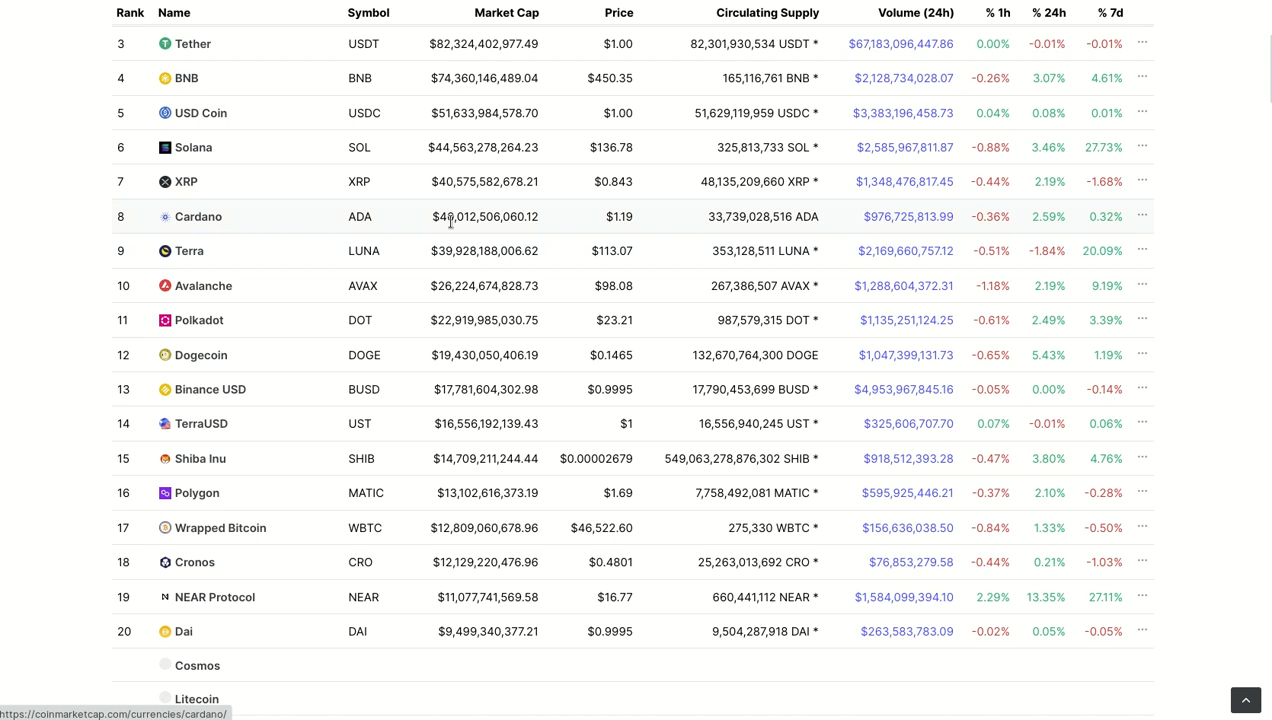 Rank Name Symbol Market Cap Price Circulating Supply Volume (24h) % 1h % 24h % 7d
3 Tether USDT $82,324,402,977.49 $1.00 82,301,930,534 USDT * $67,183,096,447.86 0.00% -0.01% -0.01% ...
4 BNB BNB $74,360,146,489.04 $450.35 165,116,761 BNB * $2,128,734,028.07 -0.26% 3.07% 4.61% ...
5 USD Coin USDC $51,633,984,578.70 $1.00 51,629,119,959 USDC * $3,383,196,458.73 0.04% 0.08% 0.01% ...
6 Solana SOL $44,563,278,264.23 $136.78 325,813,733 SOL * $2,585,967,811.87 -0.88% 3.46% 27.73% ...
7 XRP XRP $40,575,582,678.21 $0.843 48,135,209,660 XRP * $1,348,476,817.45 -0.44% 2.19% -1.68% ...
8 Cardano ADA $40,012,506,060.12 $1.19 33,739,028,516 ADA $976,725,813.99 -0.36% 2.59% 0.32% ...
9 Terra LUNA $39,928,188,006.62 $113.07 353,128,511 LUNA * $2,169,660,757.12 -0.51% -1.84% 20.09% ...
10 Avalanche AVAX $26,224,674,828.73 $98.08 267,386,507 AVAX * $1,288,604,372.31 -1.18% 2.19% 9.19% ...
11 Polkadot DOT $22,919,985,030.75 $23.21 987,579,315 DOT * $1,135,251,124.25 -0.61% 2.49% 3.39% ...
12 Dogecoin DOGE $19,430,050,406.19 $0.1465 132,670,764,300 DOGE $1,047,399,131.73 -0.65% 5.43% 1.19% ...
13 Binance USD BUSD $17,781,604,302.98 $0.9995 17,790,453,699 BUSD * $4,953,967,845.16 -0.05% 0.00% -0.14% ...
14 TerraUSD UST $16,556,192,139.43 $1 16,556,940,245 UST * $325,606,707.70 0.07% -0.01% 0.06% ...
15 Shiba Inu SHIB $14,709,211,244.44 $0.00002679 549,063,278,876,302 SHIB * $918,512,393.28 -0.47% 3.80% 4.76% ...
16 Polygon MATIC $13,102,616,373.19 $1.69 7,758,492,081 MATIC * $595,925,446.21 -0.37% 2.10% -0.28% ...
17 Wrapped Bitcoin WBTC $12,809,060,678.96 $46,522.60 275,330 WBTC * $156,636,038.50 -0.84% 1.33% -0.50% ...
18 Cronos CRO $12,129,220,476.96 $0.4801 25,263,013,692 CRO * $76,853,279.58 -0.44% 0.21% -1.03% ...
19 NEAR Protocol NEAR $11,077,741,569.58 $16.77 660,441,112 NEAR * $1,584,099,394.10 2.29% 13.35% 27.11% ...
20 Dai DAI $9,499,340,377.21 $0.9995 9,504,287,918 DAI * $263,583,783.09 -0.02% 0.05% -0.05% ...
Cosmos
Litecoin
https://coinmarketcap.com/currencies/cardano/